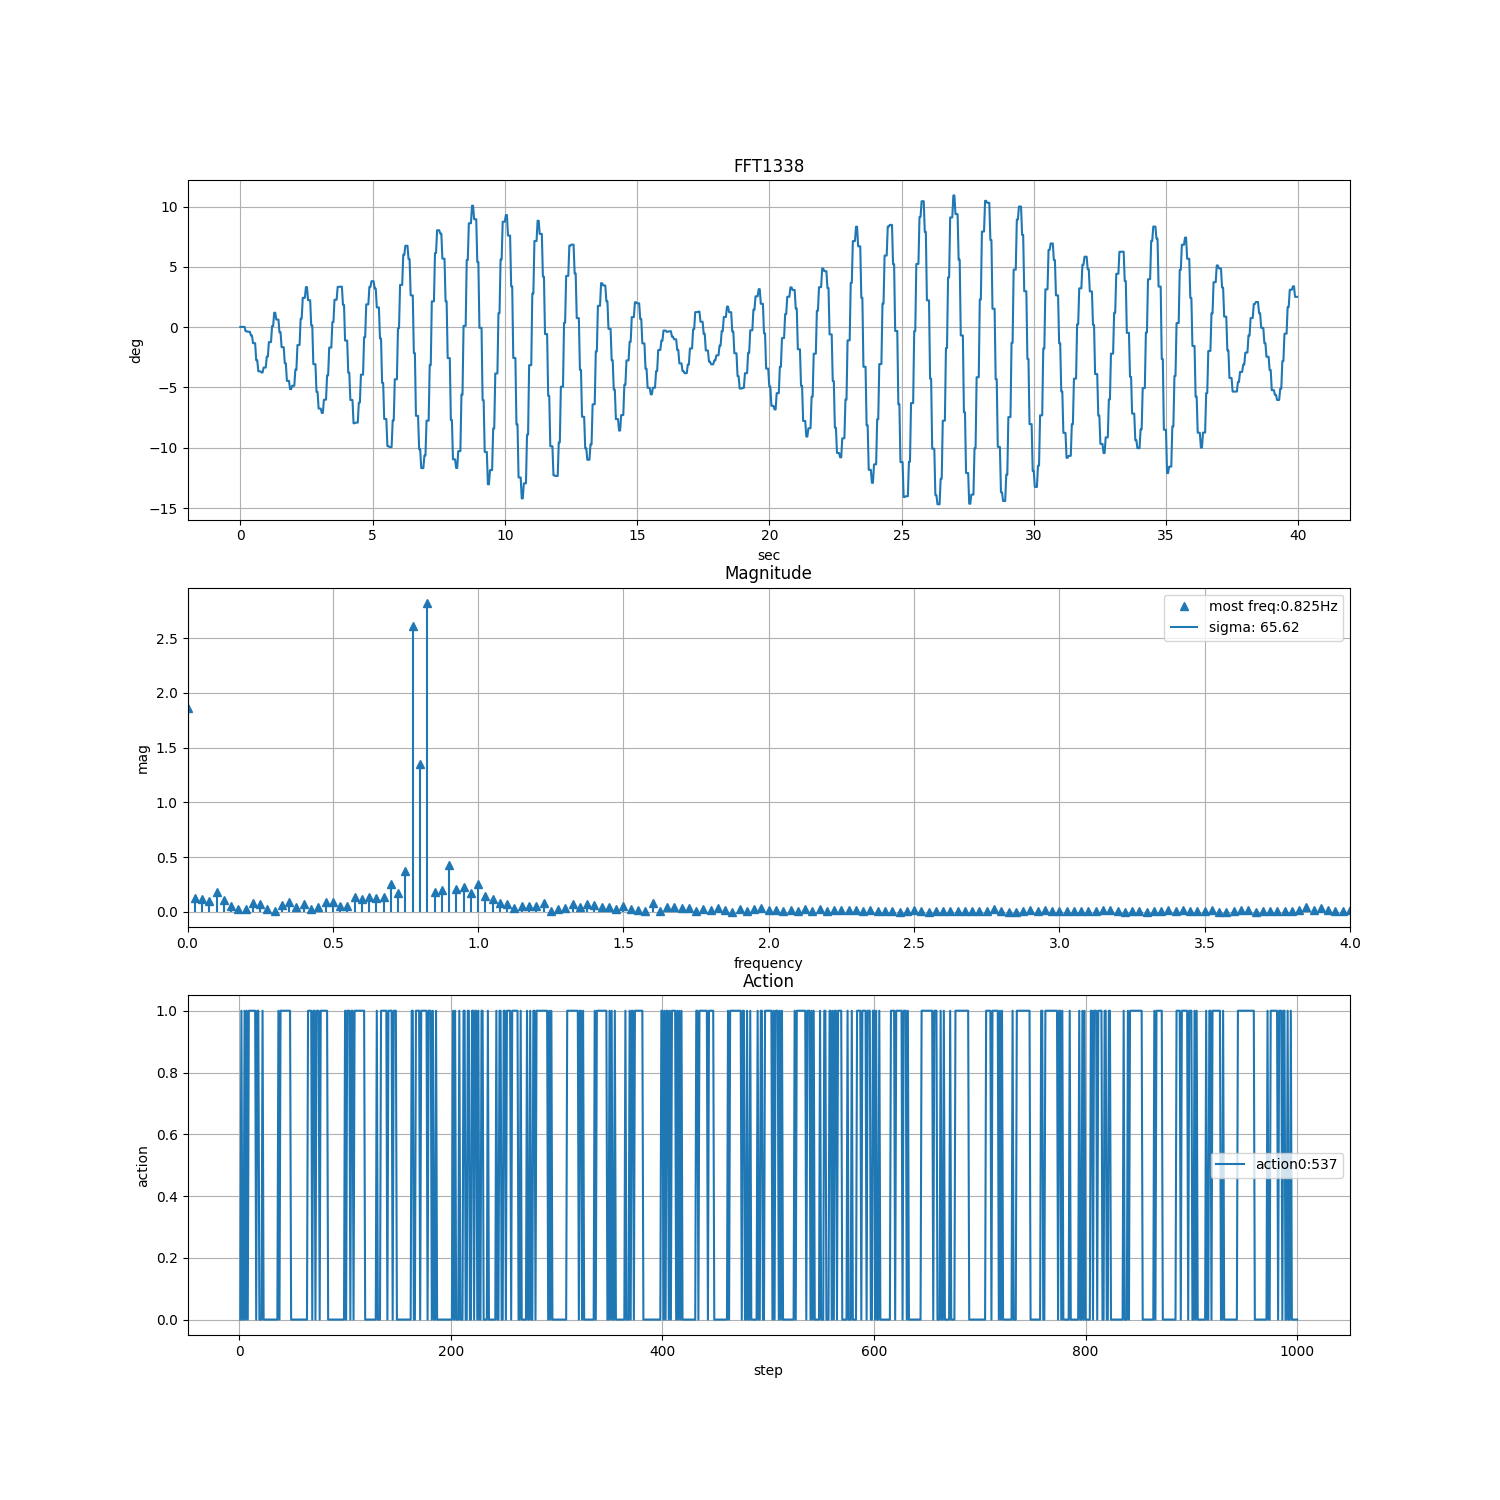 FFT1338
10
5
0
−5
−10
−15
deg
0 5 10 15 20 25 30 35 40
sec
Magnitude
most freq:0.825Hz
sigma: 65.62
2.5
2.0
1.5
1.0
0.5
0.0
mag
0.0 0.5 1.0 1.5 2.0 2.5 3.0 3.5 4.0
frequency
Action
1.0
0.8
0.6
0.4
0.2
0.0
action
action0:537
0 200 400 600 800 1000
step